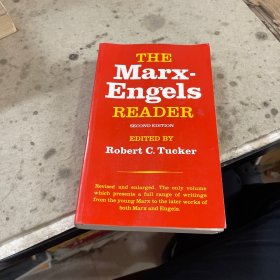 THE
Marx-
Engels
READER
SECOND EDITION
EDITED BY
Robert C. Tucker
Revised and enlarged. The only volume
which presents a full range of writings
from the young Marx to the later works of
both Marx and Engels.